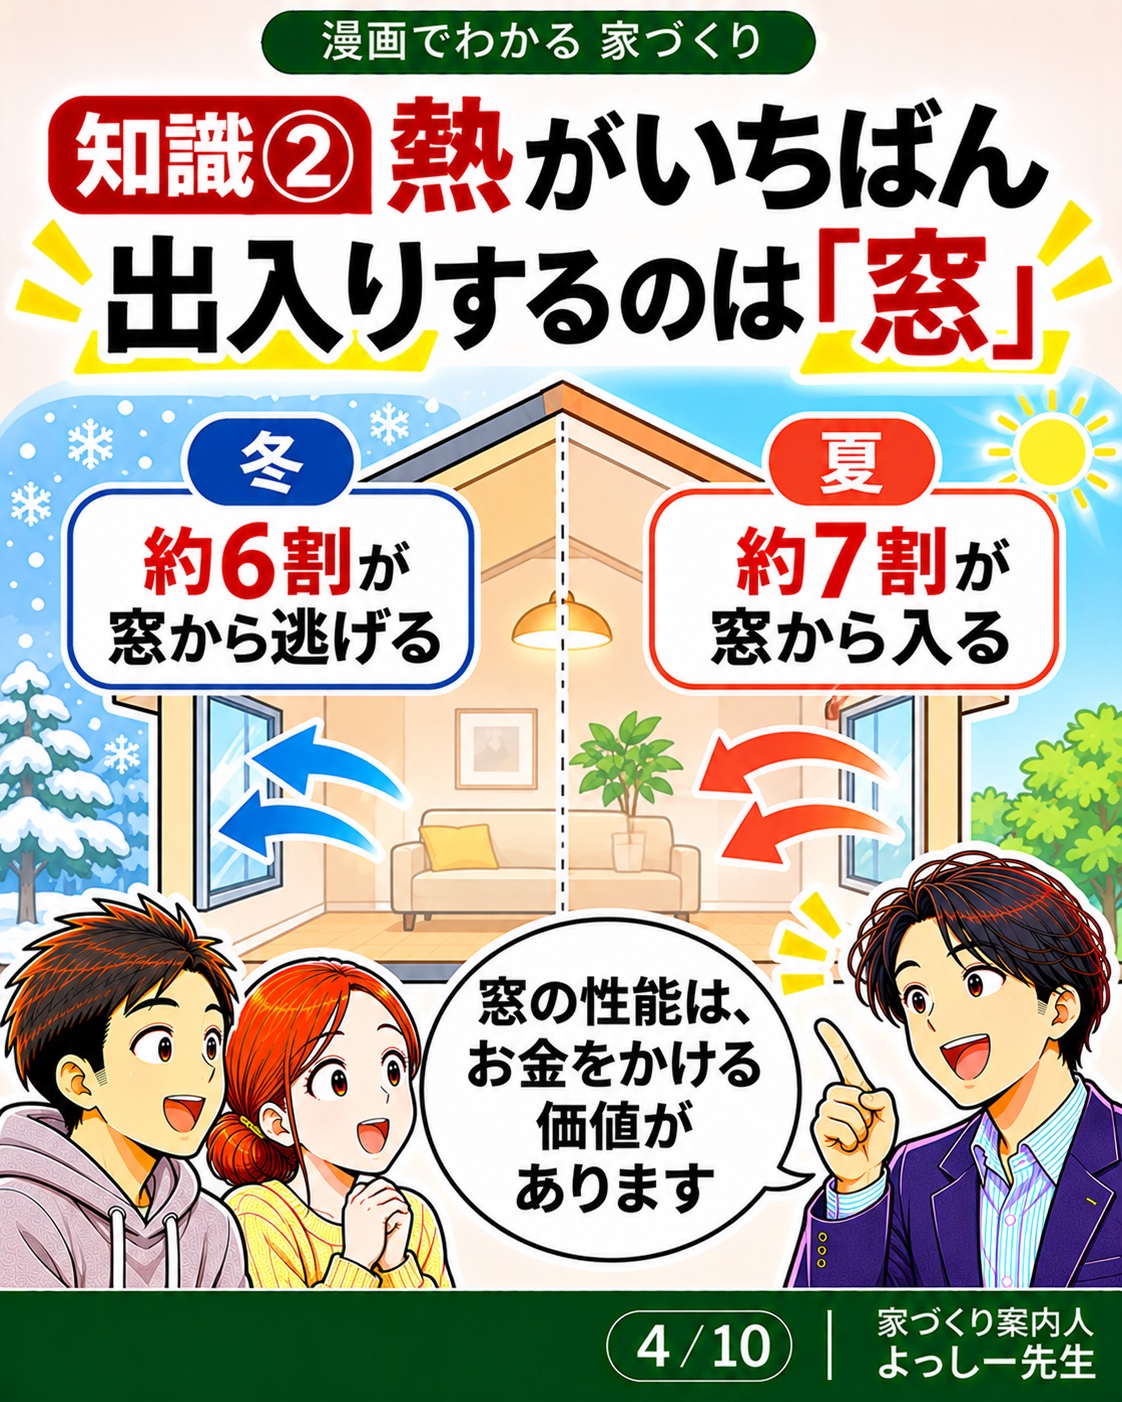 漫画でわかる 家づくり
知識② 熱がいちばん
出入りするのは「窓」
冬
約6割が
窓から逃げる
夏
約7割が
窓から入る
窓の性能は、
お金をかける
価値が
あります
4/10
家づくり案内人
よっしー先生